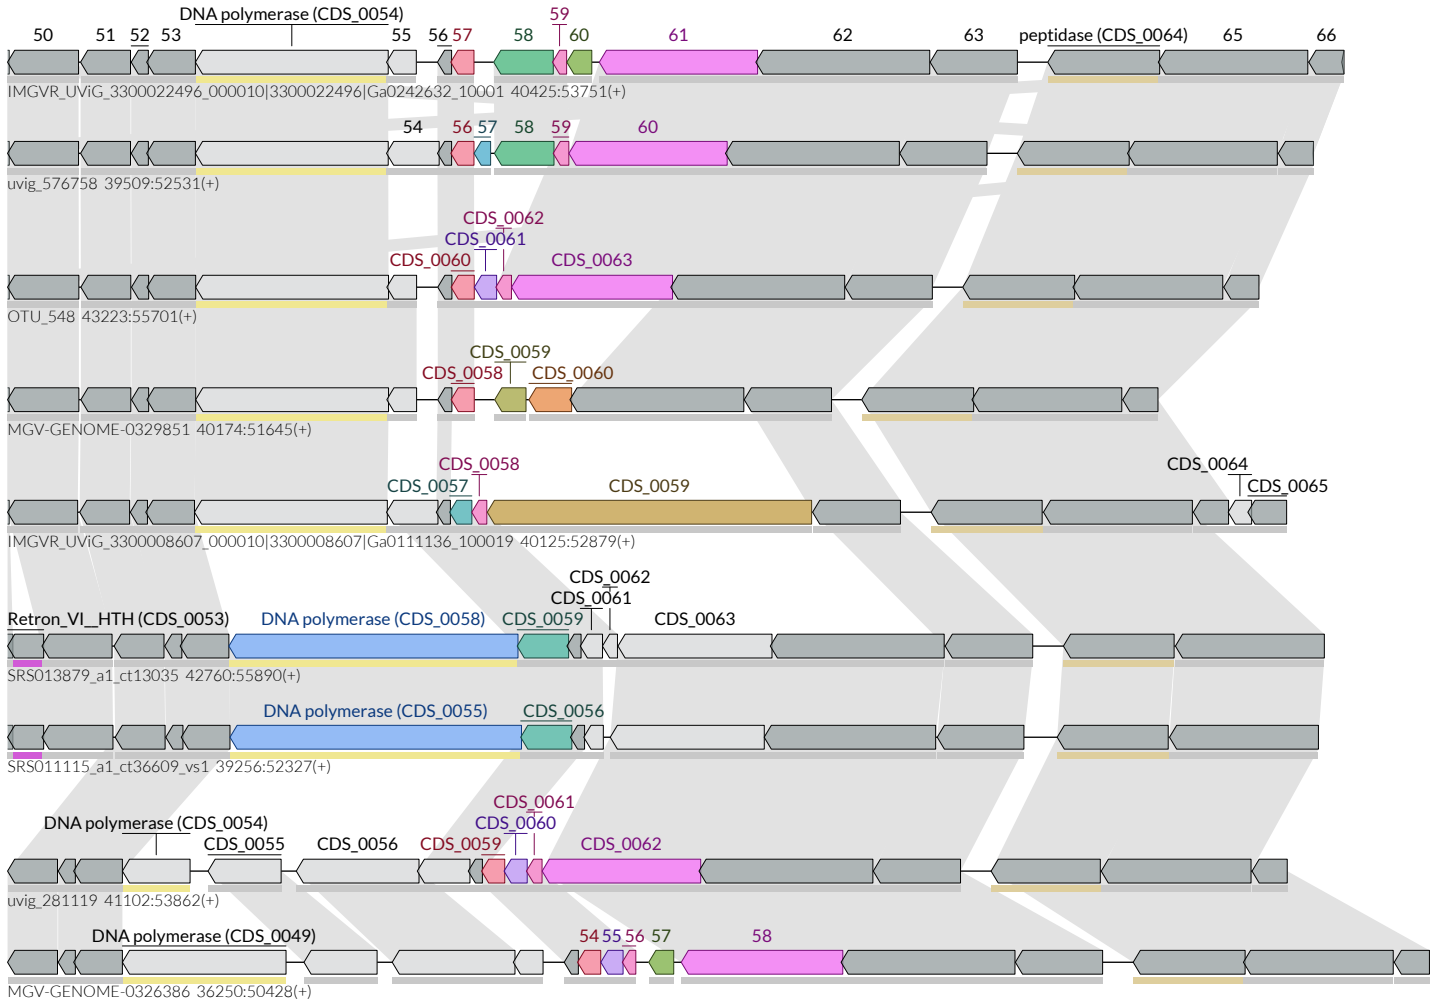 DNA polymerase (CDS_0054) 59
50 51 52 53 55 56 57 58 60 61 62 63 peptidase (CDS_0064) 65 66
IMGVR_UViG_3300022496_000010|3300022496|Ga0242632_10001 40425:53751(+)
54 56 57 58 59 60
uvig_576758 39509:52531(+)
CDS_0062
CDS_0061
CDS_0060 CDS_0063
OTU_548 43223:55701(+)
CDS_0059
CDS_0058 CDS_0060
MGV-GENOME-0329851 40174:51645(+)
CDS_0058 CDS_0064
CDS_0057 CDS_0059 CDS_0065
IMGVR_UViG_3300008607_000010|3300008607|Ga0111136_100019 40125:52879(+)
CDS_0062
CDS_0061
Retron_VI__HTH (CDS_0053) DNA polymerase (CDS_0058) CDS_0059 CDS_0063
SRS013879_a1_ct13035 42760:55890(+)
DNA polymerase (CDS_0055) CDS_0056
SRS011115_a1_ct36609_vs1 39256:52327(+)
CDS_0061
DNA polymerase (CDS_0054) CDS_0060
CDS_0055 CDS_0056 CDS_0059 CDS_0062
uvig_281119 41102:53862(+)
DNA polymerase (CDS_0049) 54 55 56 57 58
MGV-GENOME-0326386 36250:50428(+)